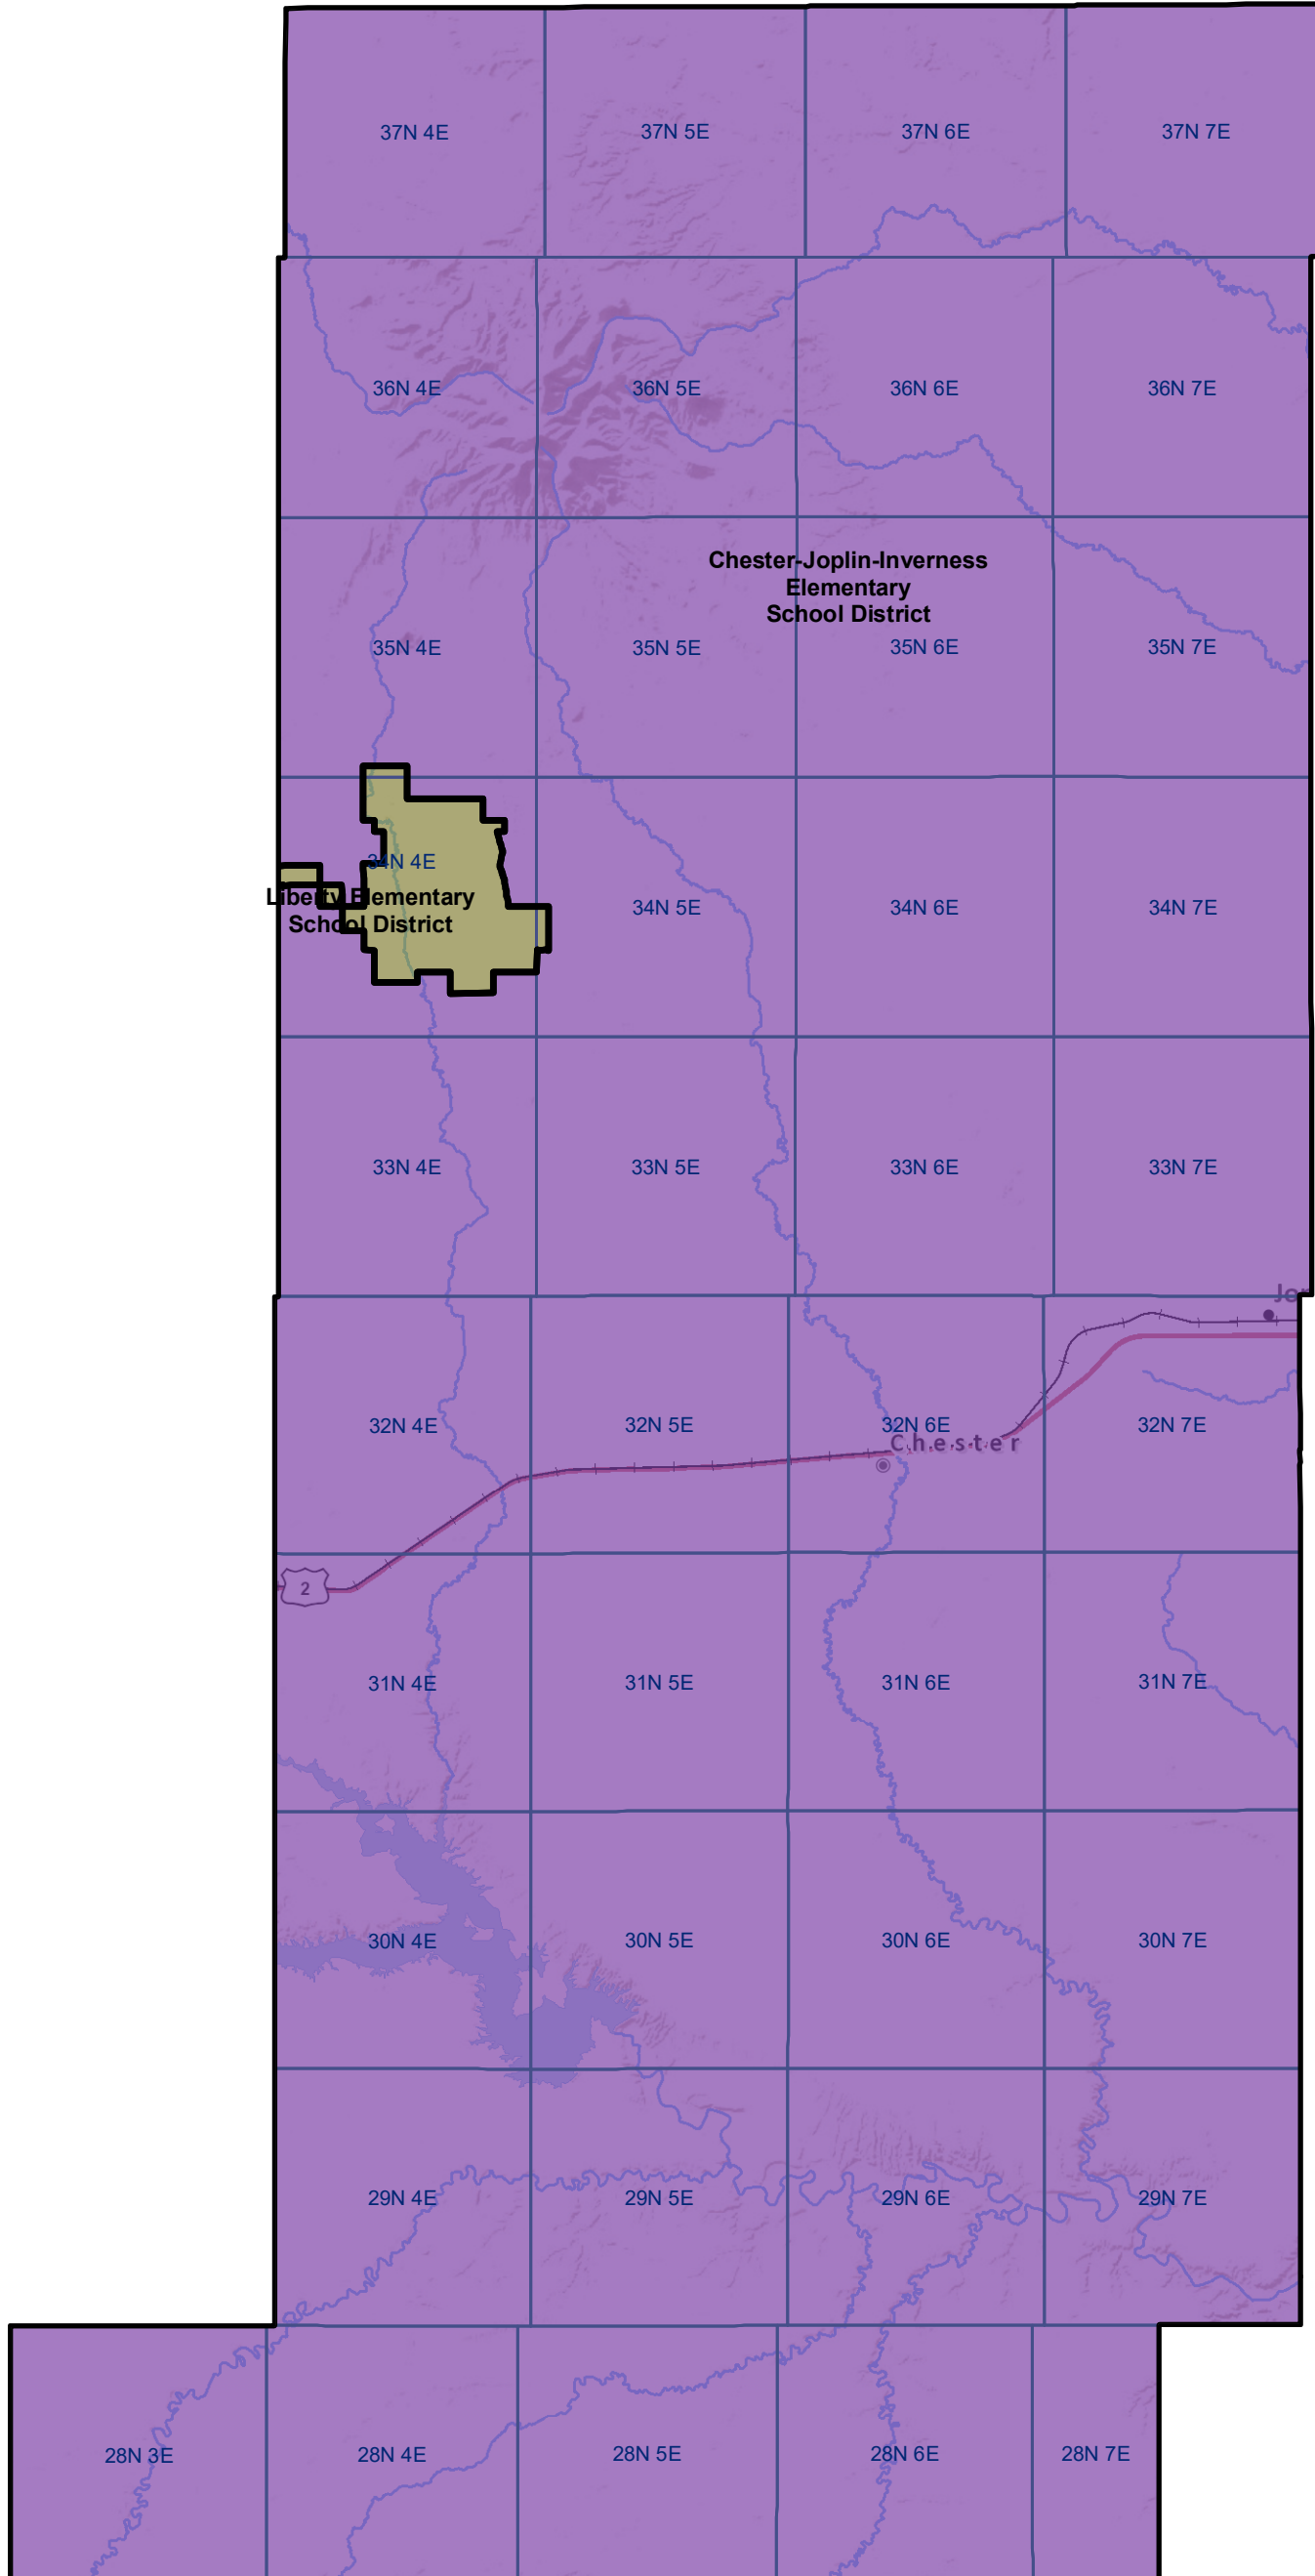 37N 4E 37N 5E 37N 6E 37N 7E
36N 4E 36N 5E 36N 6E 36N 7E
Chester-Joplin-Inverness
Elementary
School District
35N 4E 35N 5E 35N 6E 35N 7E
34N 4E
Liberty Elementary
School District
34N 5E 34N 6E 34N 7E
33N 4E 33N 5E 33N 6E 33N 7E
Jo
32N 4E 32N 5E 32N 6E 32N 7E
Chester
2
31N 4E 31N 5E 31N 6E 31N 7E
30N 4E 30N 5E 30N 6E 30N 7E
29N 4E 29N 5E 29N 6E 29N 7E
28N 3E 28N 4E 28N 5E 28N 6E 28N 7E